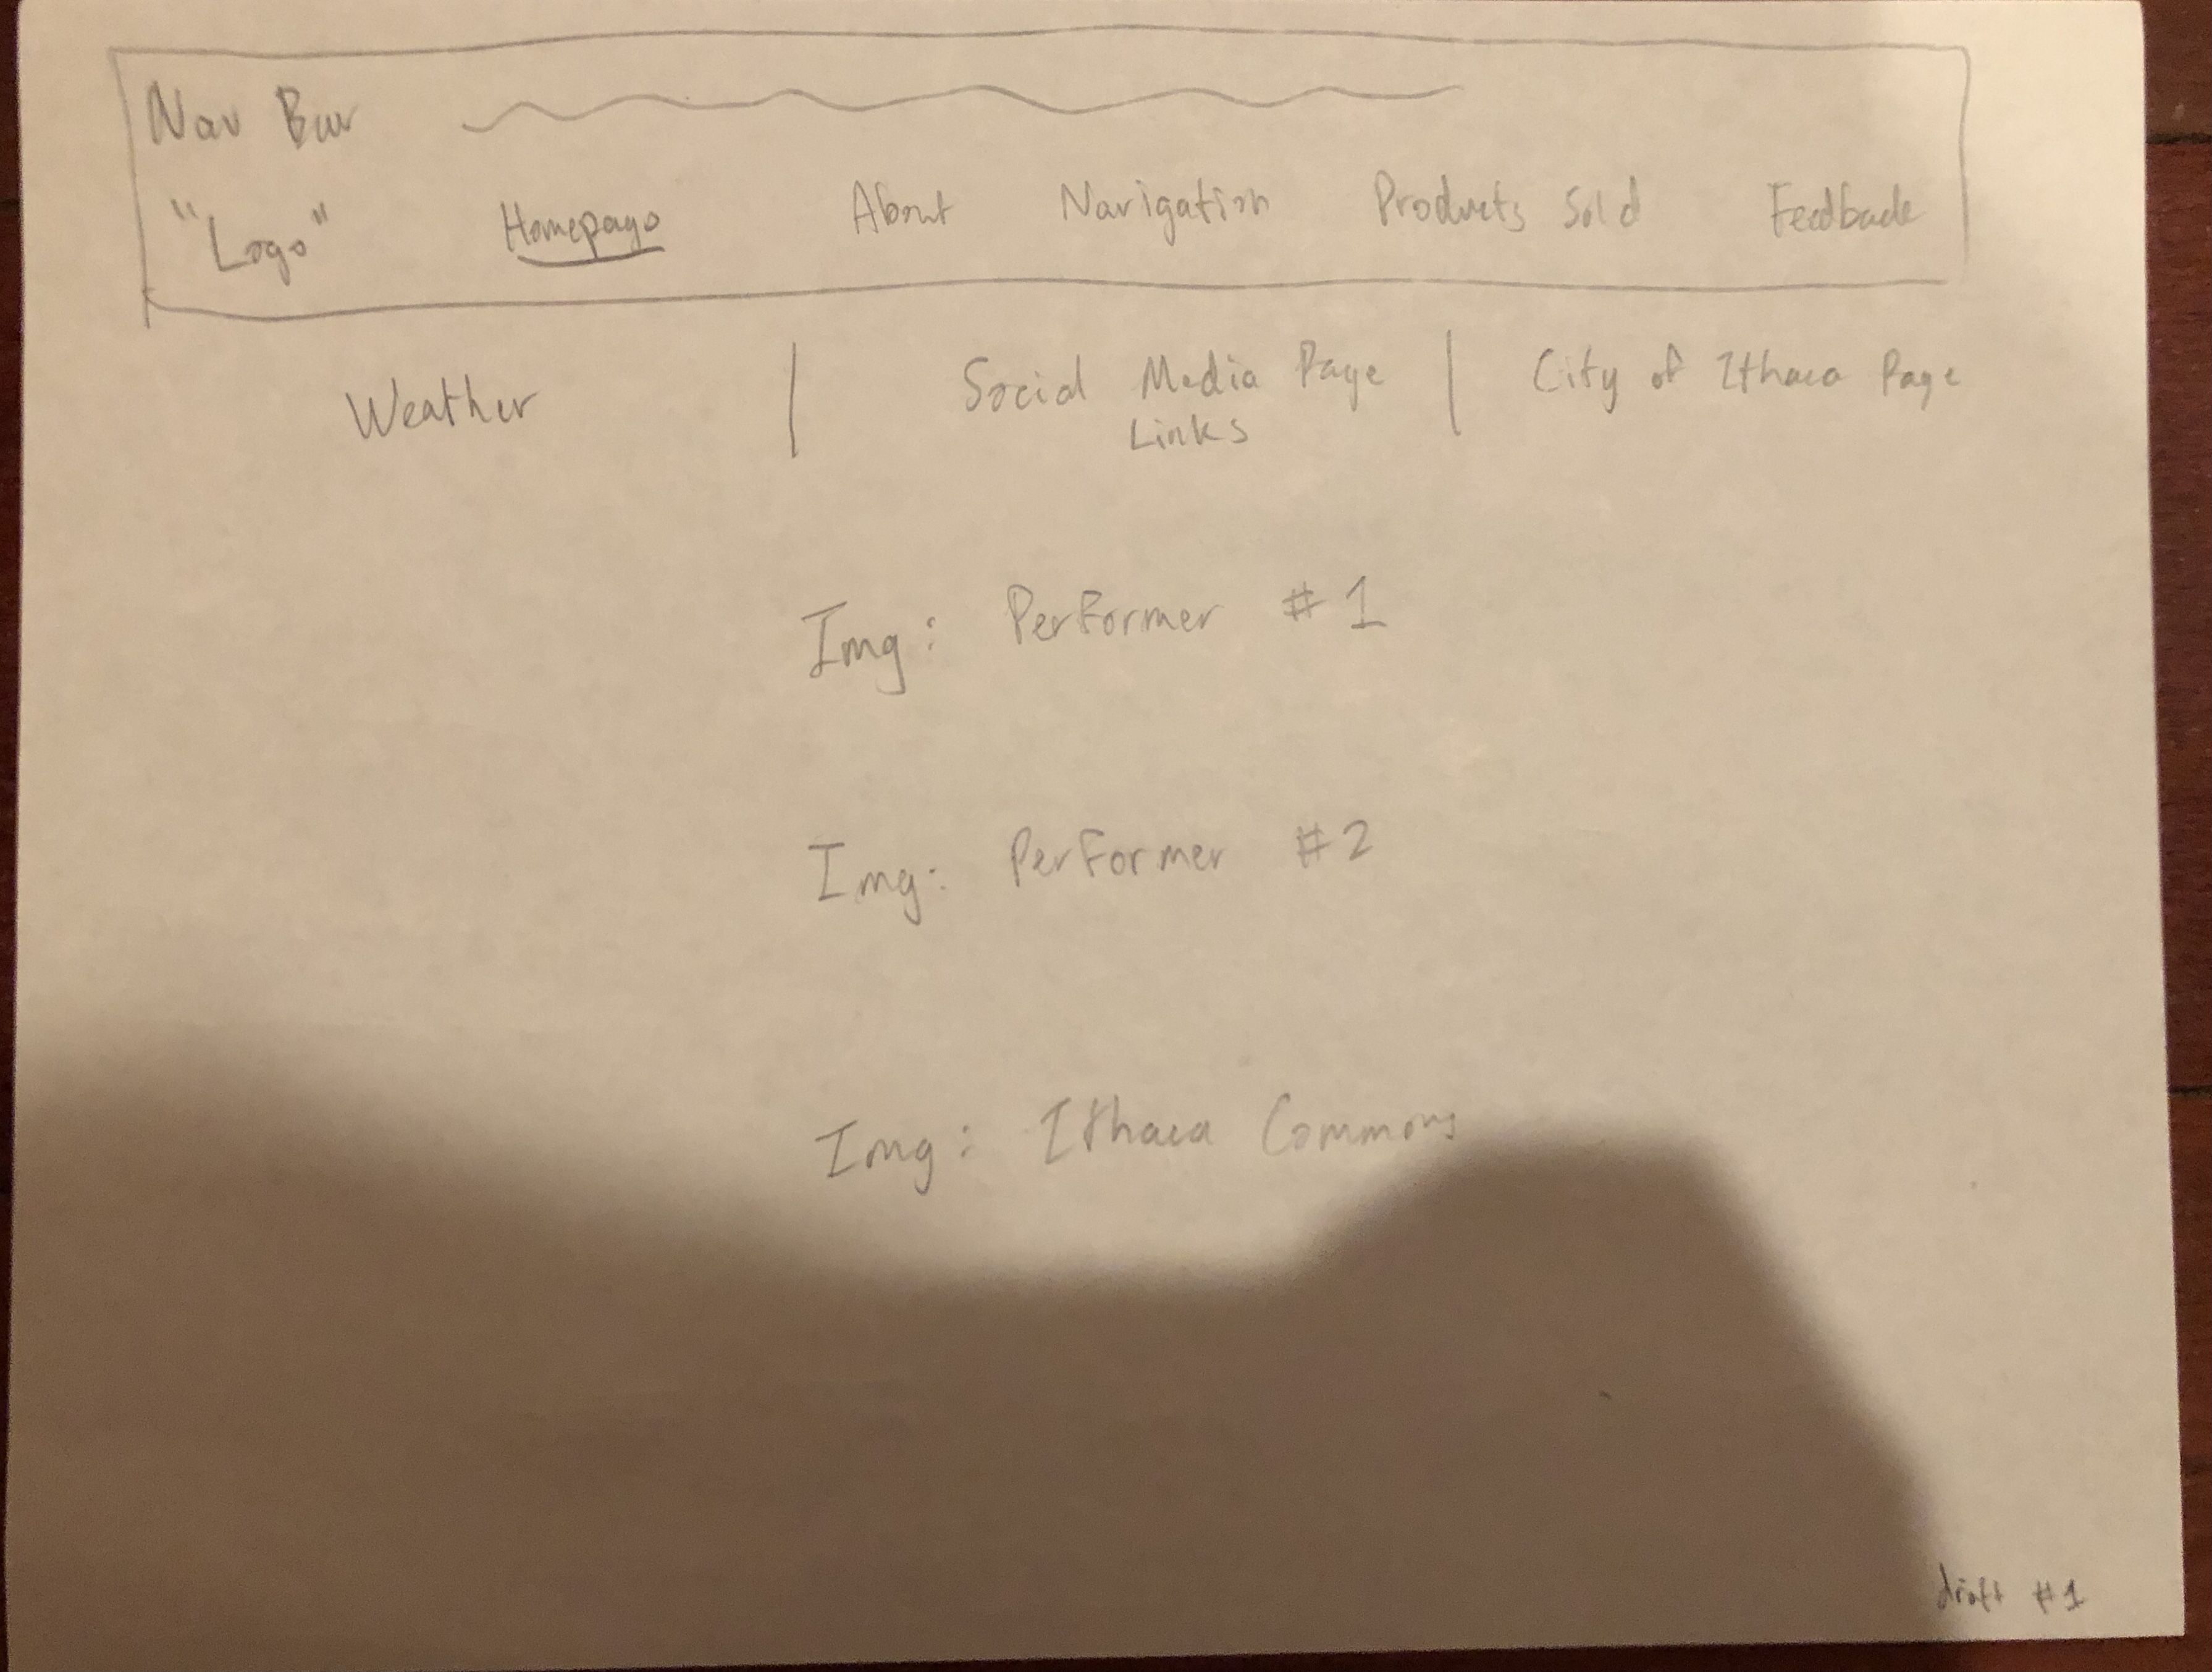 Nav Bar
"Logo" Homepage About Navigation Products Sold Feedback
Weather | Social Media Page Links | City of Ithaca Page
Img: Performer #1
Img: Performer #2
Img: Ithaca Commons
draft #1